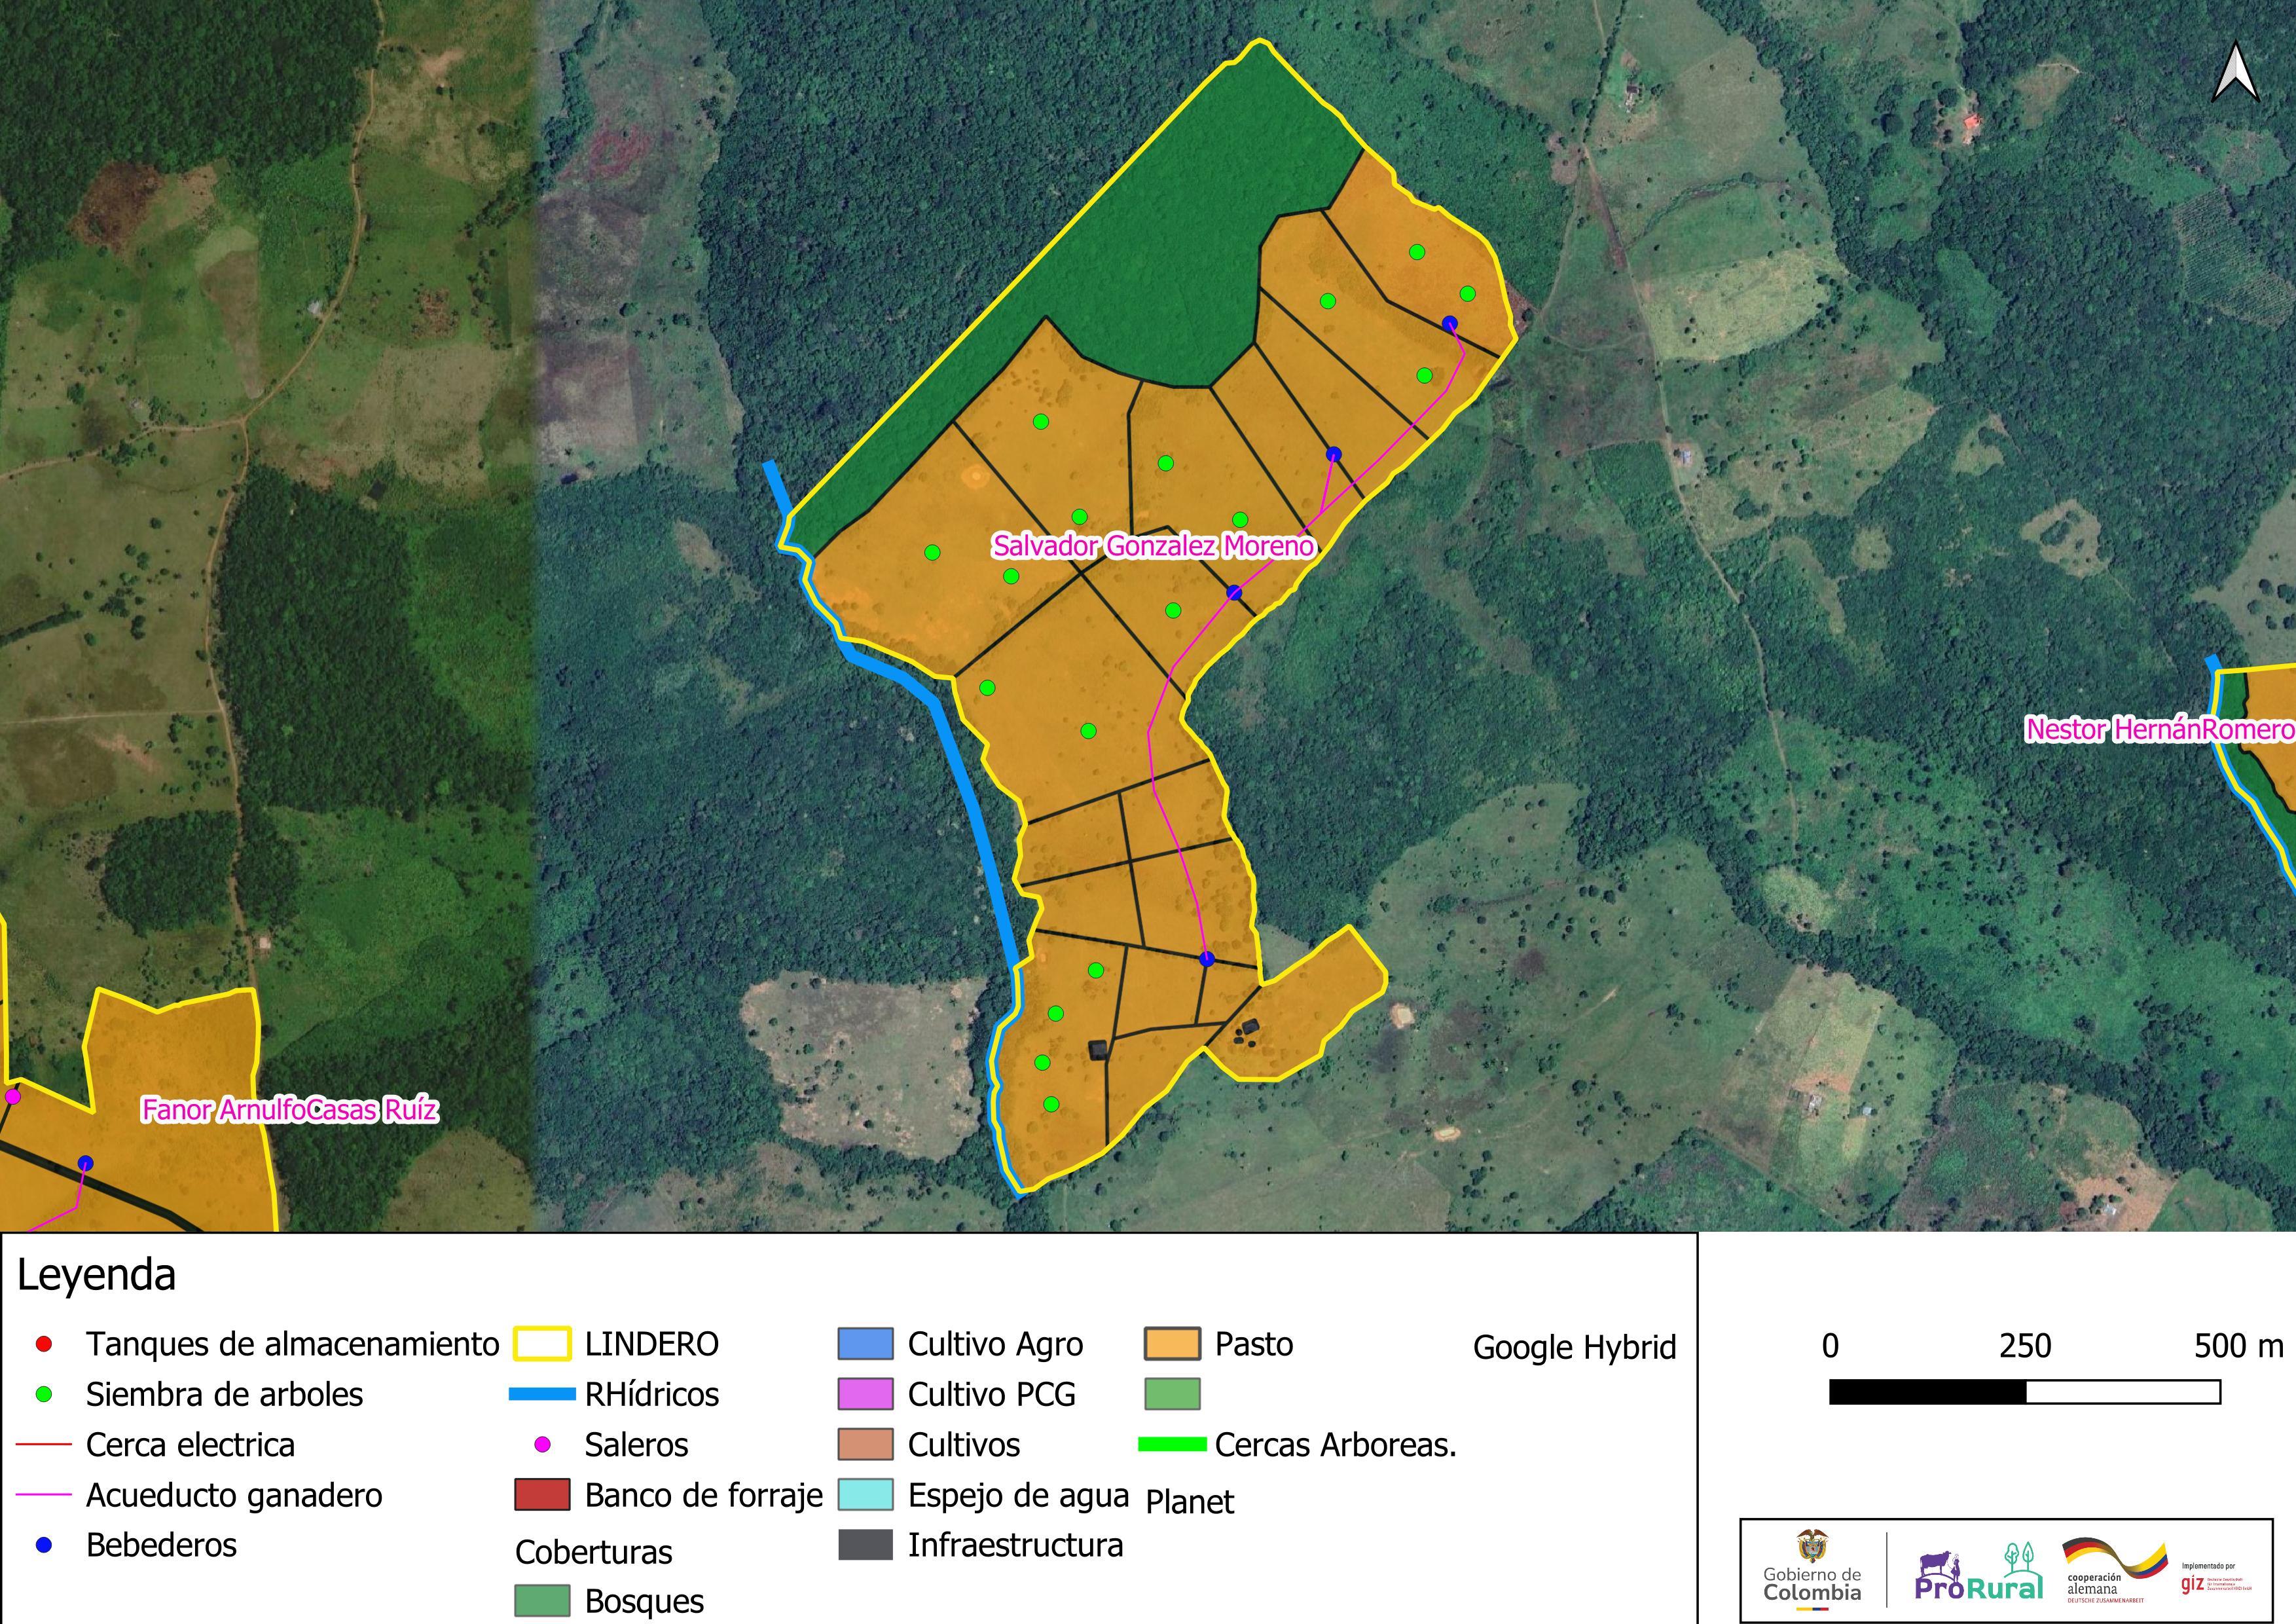 Salvador Gonzalez Moreno
Nestor HernánRomero
Fanor ArnulfoCasas Ruíz
Leyenda
Tanques de almacenamiento
Siembra de arboles
Cerca electrica
Acueducto ganadero
Bebederos
LINDERO
RHídricos
Saleros
Banco de forraje
Coberturas
Bosques
Cultivo Agro
Cultivo PCG
Cultivos
Espejo de agua
Infraestructura
Pasto
Cercas Arboreas.
Planet
Google Hybrid
0 250 500 m
Gobierno de
Colombia
ProRural
cooperación
alemana
DEUTSCHE ZUSAMMENARBEIT
Implementado por
giz